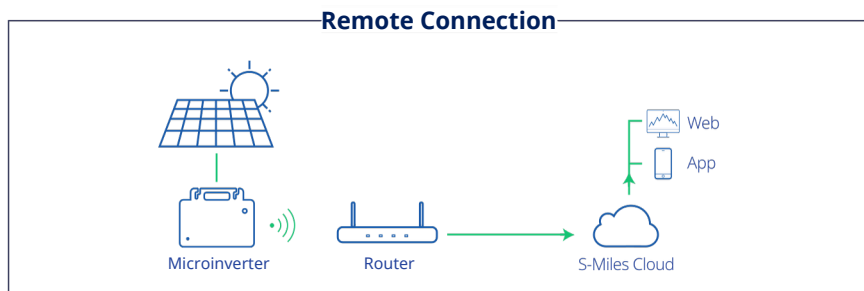 Remote Connection
Web
App
Microinverter
Router
S-Miles Cloud